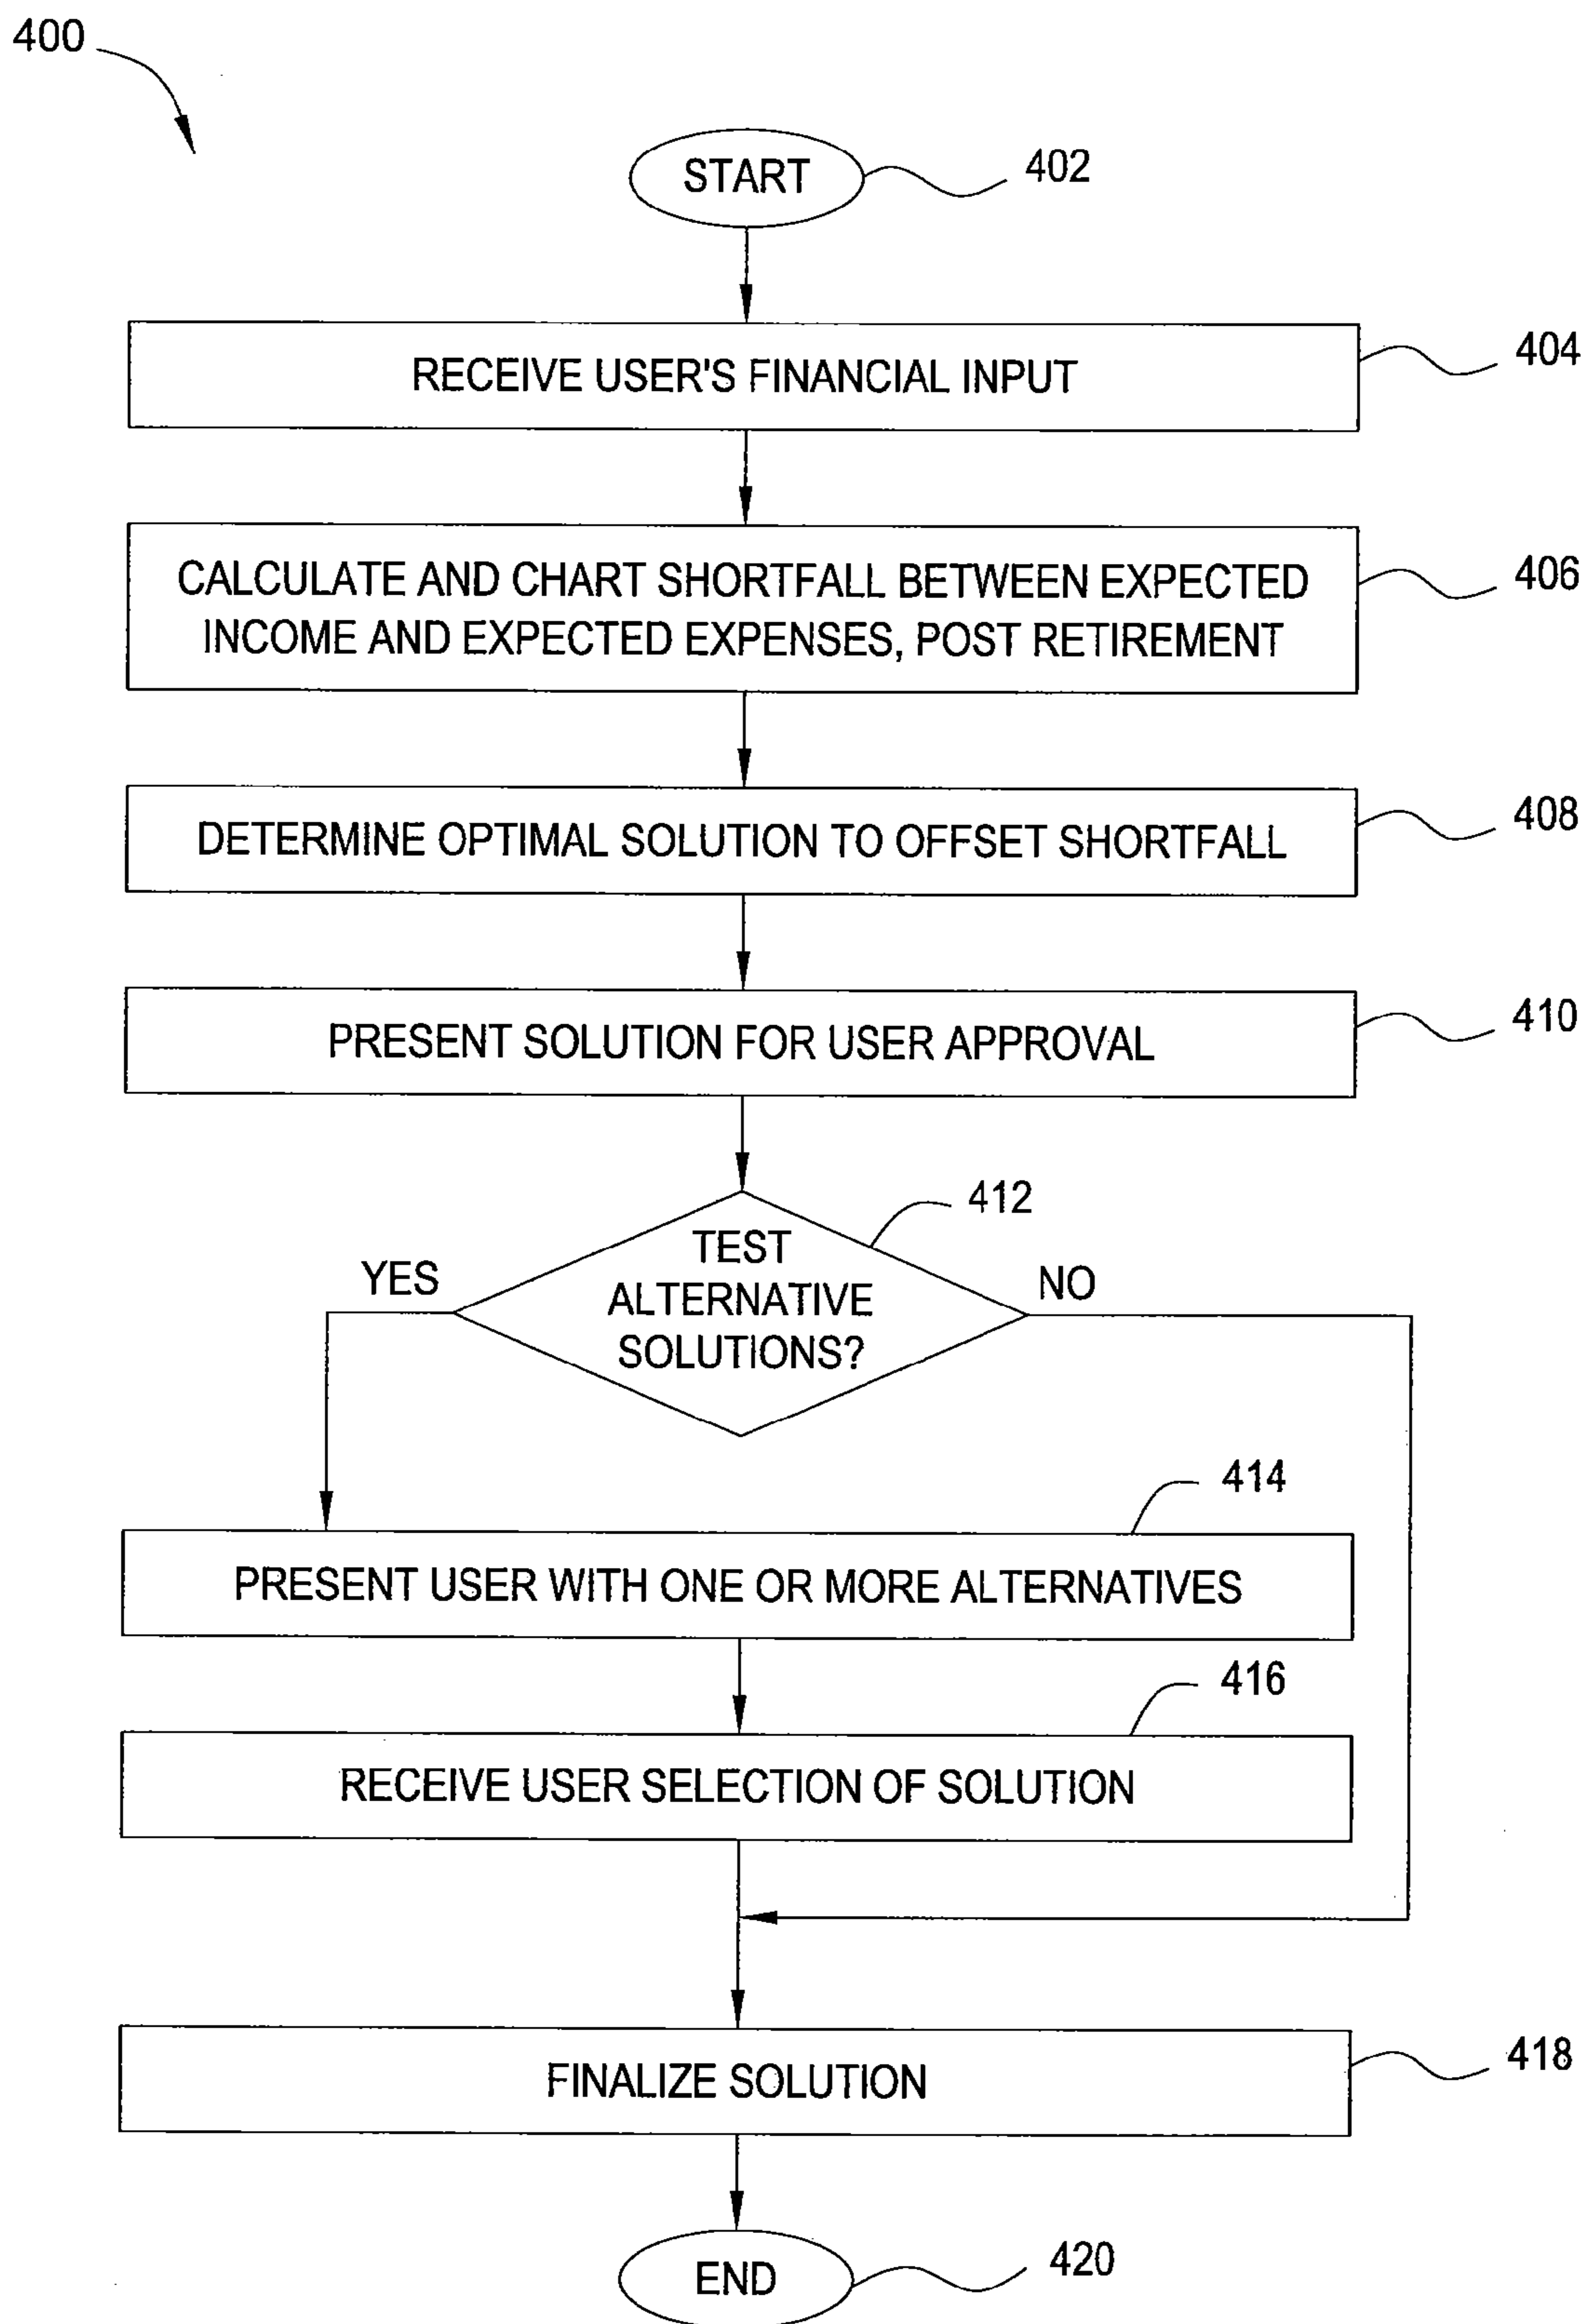 400
START
402
RECEIVE USER'S FINANCIAL INPUT
404
CALCULATE AND CHART SHORTFALL BETWEEN EXPECTED
INCOME AND EXPECTED EXPENSES, POST RETIREMENT
406
DETERMINE OPTIMAL SOLUTION TO OFFSET SHORTFALL
408
PRESENT SOLUTION FOR USER APPROVAL
410
412
TEST
ALTERNATIVE
SOLUTIONS?
YES
NO
414
PRESENT USER WITH ONE OR MORE ALTERNATIVES
416
RECEIVE USER SELECTION OF SOLUTION
FINALIZE SOLUTION
418
END
420